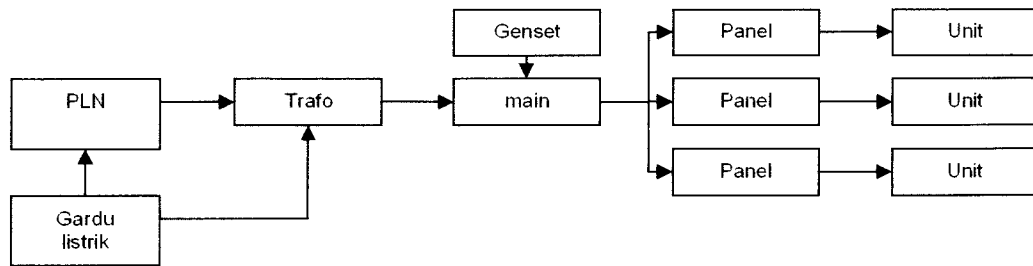 Genset
Panel
Unit
PLN
Trafo
main
Panel
Unit
Panel
Unit
Gardu
listrik